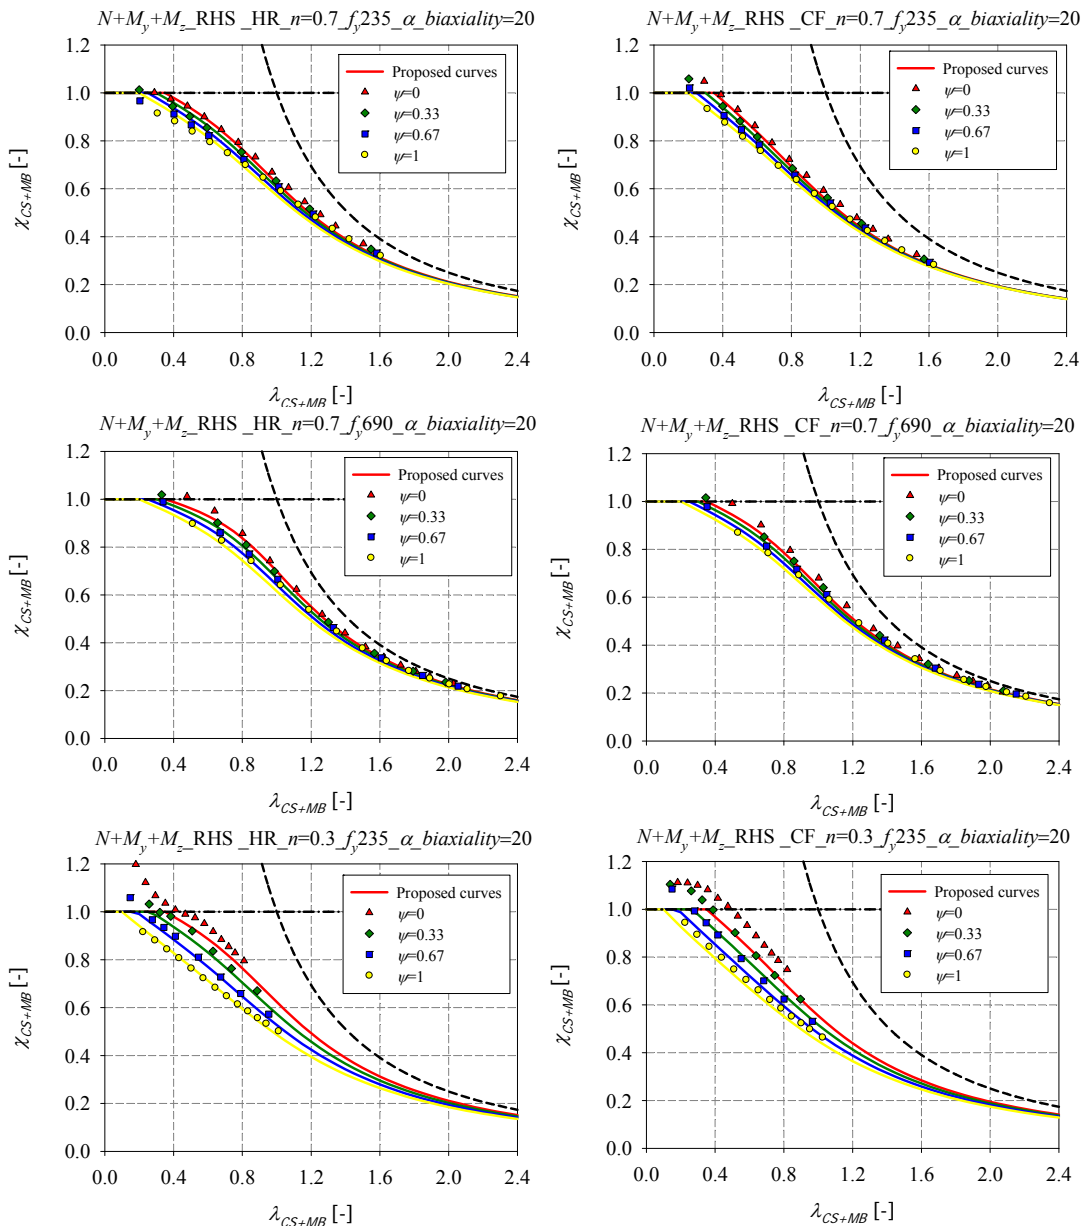 N+My+Mz_RHS _HR_n=0.7_fy235_α_biaxiality=20
1.2
1.0
0.8
0.6
0.4
0.2
0.0
χCS+MB [-]
Proposed curves
ψ=0
ψ=0.33
ψ=0.67
ψ=1
0.0 0.4 0.8 1.2 1.6 2.0 2.4
λCS+MB [-]
N+My+Mz_RHS _CF_n=0.7_fy235_α_biaxiality=20
1.2
1.0
0.8
0.6
0.4
0.2
0.0
χCS+MB [-]
Proposed curves
ψ=0
ψ=0.33
ψ=0.67
ψ=1
0.0 0.4 0.8 1.2 1.6 2.0 2.4
λCS+MB [-]
N+My+Mz_RHS _HR_n=0.7_fy690_α_biaxiality=20
1.2
1.0
0.8
0.6
0.4
0.2
0.0
χCS+MB [-]
Proposed curves
ψ=0
ψ=0.33
ψ=0.67
ψ=1
0.0 0.4 0.8 1.2 1.6 2.0 2.4
λCS+MB [-]
N+My+Mz_RHS _CF_n=0.7_fy690_α_biaxiality=20
1.2
1.0
0.8
0.6
0.4
0.2
0.0
χCS+MB [-]
Proposed curves
ψ=0
ψ=0.33
ψ=0.67
ψ=1
0.0 0.4 0.8 1.2 1.6 2.0 2.4
λCS+MB [-]
N+My+Mz_RHS _HR_n=0.3_fy235_α_biaxiality=20
1.2
1.0
0.8
0.6
0.4
0.2
0.0
χCS+MB [-]
Proposed curves
ψ=0
ψ=0.33
ψ=0.67
ψ=1
0.0 0.4 0.8 1.2 1.6 2.0 2.4
λCS+MB [-]
N+My+Mz_RHS _CF_n=0.3_fy235_α_biaxiality=20
1.2
1.0
0.8
0.6
0.4
0.2
0.0
χCS+MB [-]
Proposed curves
ψ=0
ψ=0.33
ψ=0.67
ψ=1
0.0 0.4 0.8 1.2 1.6 2.0 2.4
λCS+MB [-]